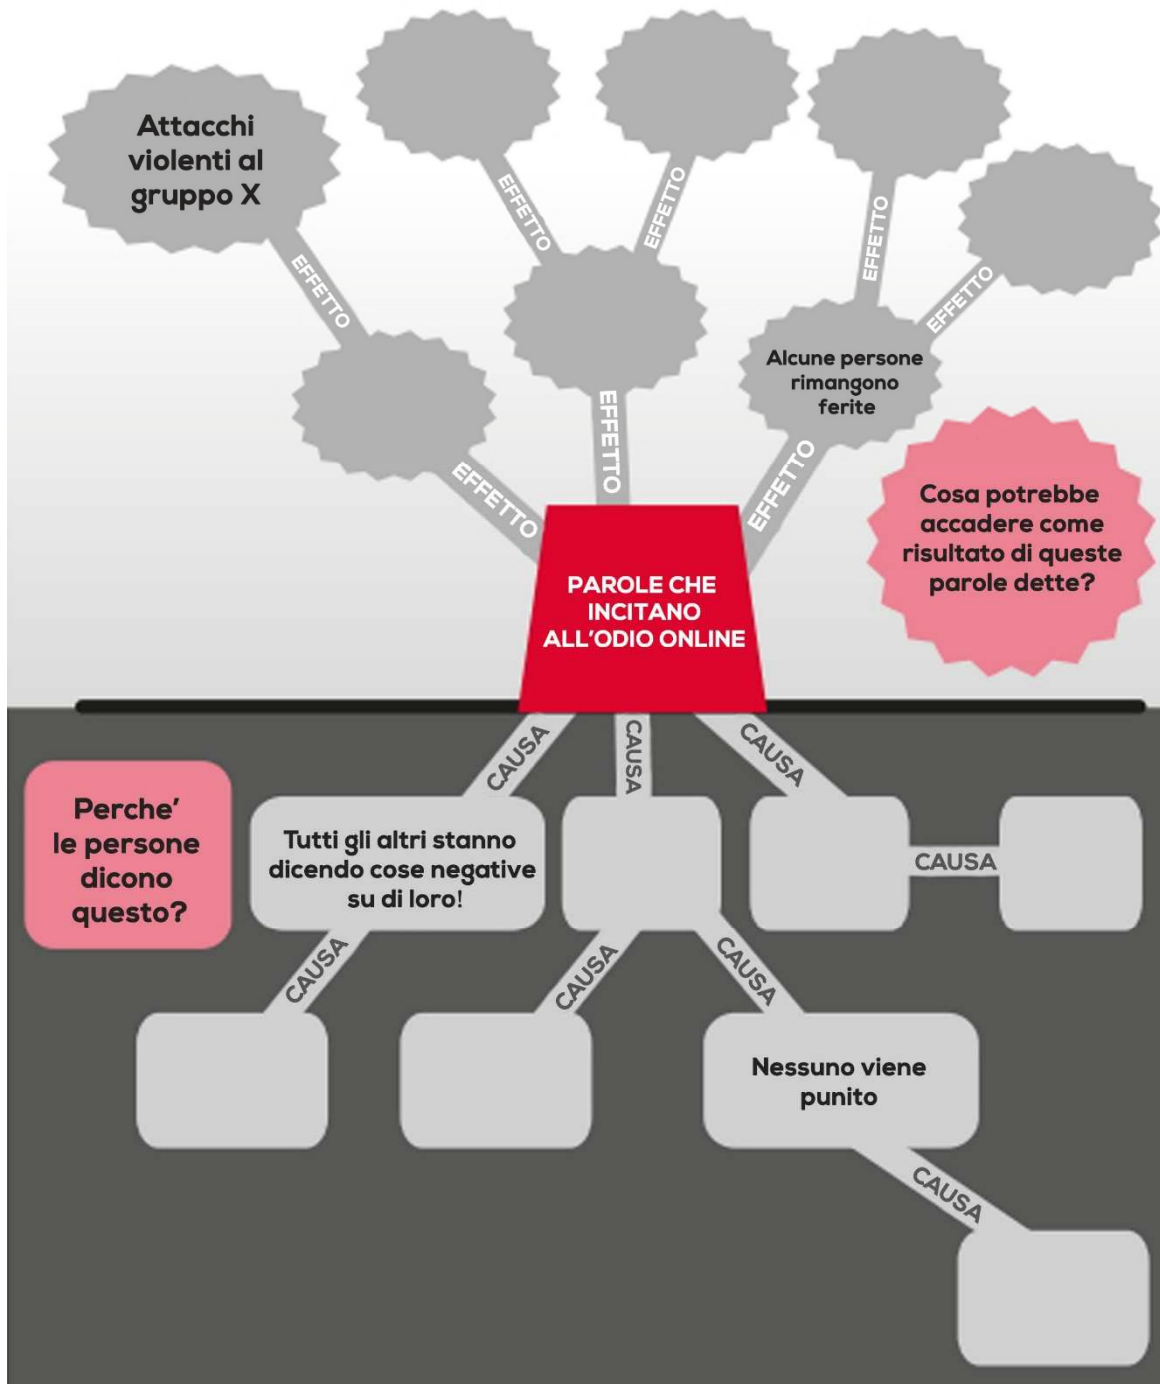 Attacchi
violenti al
gruppo X
EFFETTO
EFFETTO
EFFETTO
EFFETTO
EFFETTO
Alcune persone
rimangono
ferite
EFFETTO
EFFETTO
EFFETTO
Cosa potrebbe
accadere come
risultato di queste
parole dette?
PAROLE CHE
INCITANO
ALL'ODIO ONLINE
CAUSA
CAUSA
CAUSA
Perche'
le persone
dicono
questo?
Tutti gli altri stanno
dicendo cose negative
su di loro!
CAUSA
CAUSA
CAUSA
CAUSA
Nessuno viene
punito
CAUSA